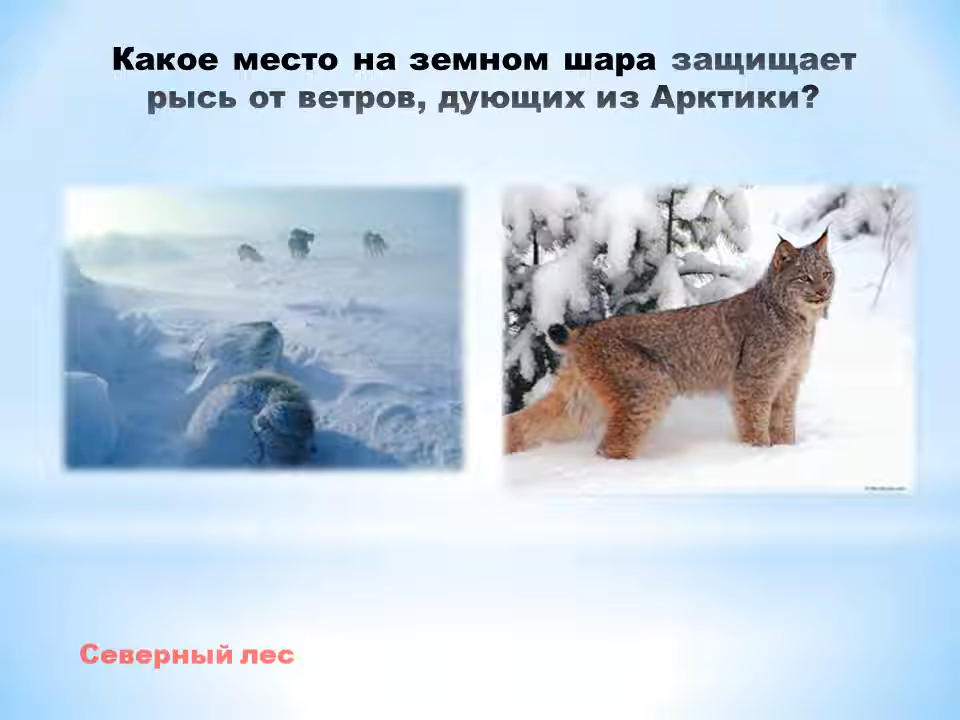 Какое место на земном шара защищает
рысь от ветров, дующих из Арктики?
Северный лес